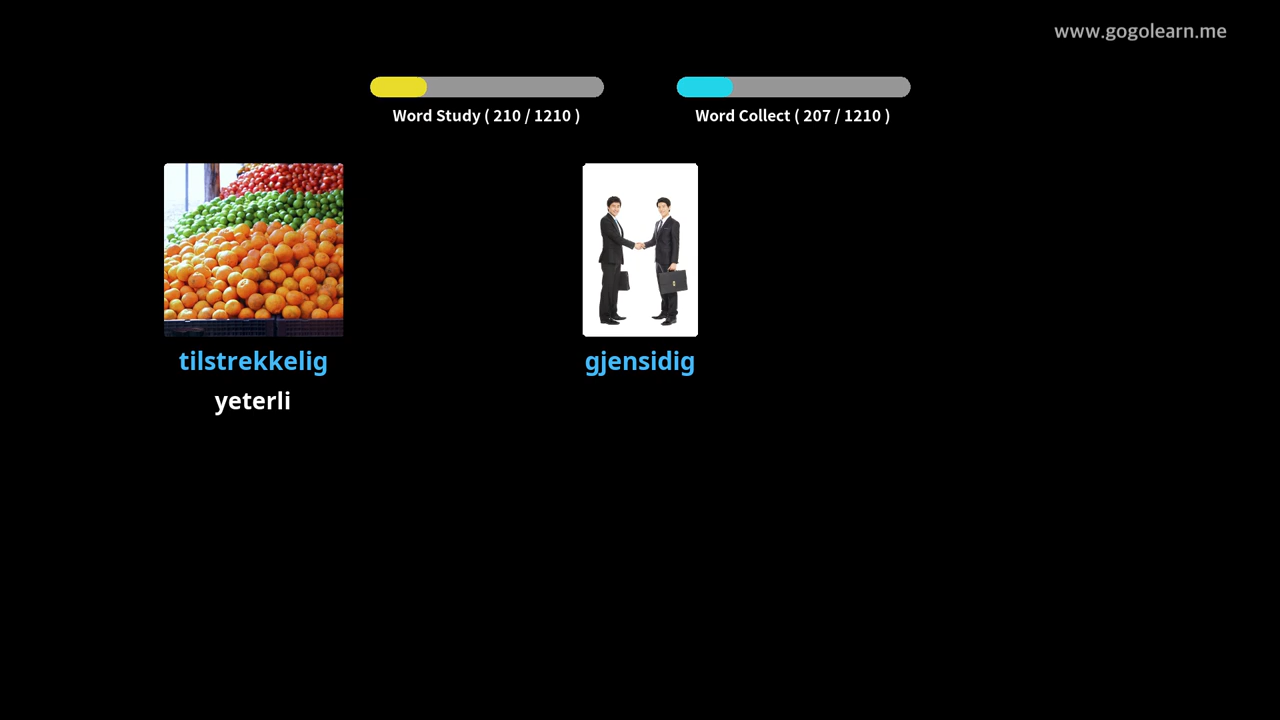 www.gogolearn.me
Word Study ( 210 / 1210 )
Word Collect ( 207 / 1210 )
tilstrekkelig
yeterli
gjensidig